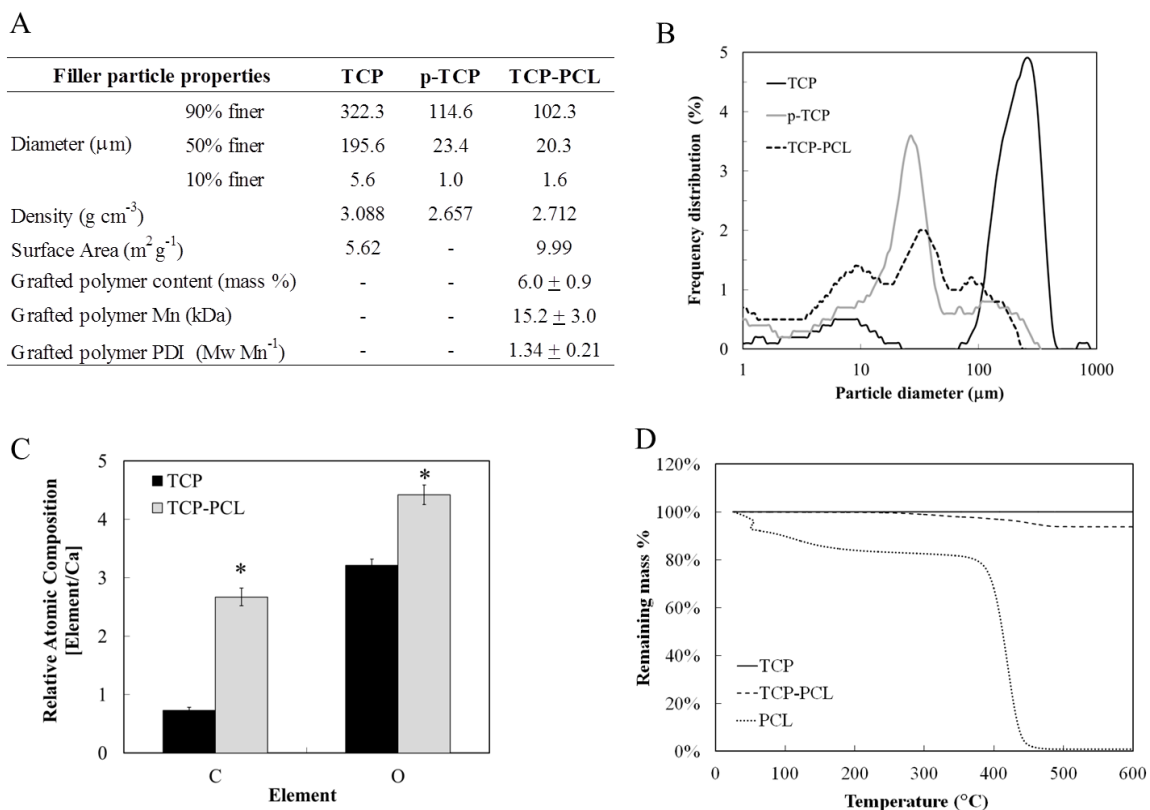 A
Filler particle properties TCP p-TCP TCP-PCL
90% finer 322.3 114.6 102.3
Diameter (μm) 50% finer 195.6 23.4 20.3
10% finer 5.6 1.0 1.6
Density (g cm-3) 3.088 2.657 2.712
Surface Area (m2 g-1) 5.62 - 9.99
Grafted polymer content (mass %) - - 6.0 ± 0.9
Grafted polymer Mn (kDa) - - 15.2 ± 3.0
Grafted polymer PDI (Mw Mn-1) - - 1.34 ± 0.21
B
5
4
3
2
1
0
Frequency distribution (%)
TCP
p-TCP
TCP-PCL
1 10 100 1000
Particle diameter (μm)
C
5
4
3
2
1
0
Relative Atomic Composition
[Element/Ca]
TCP
TCP-PCL
*
*
C O
Element
D
120%
100%
80%
60%
40%
20%
0%
Remaining mass %
TCP
TCP-PCL
PCL
0 100 200 300 400 500 600
Temperature (°C)